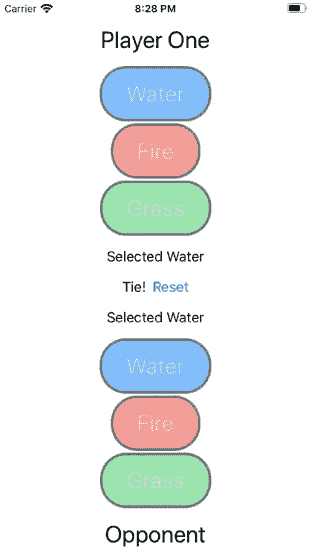 Carrier 8:28 PM
Player One
Water
Fire
Grass
Selected Water
Tie! Reset
Selected Water
Water
Fire
Grass
Opponent